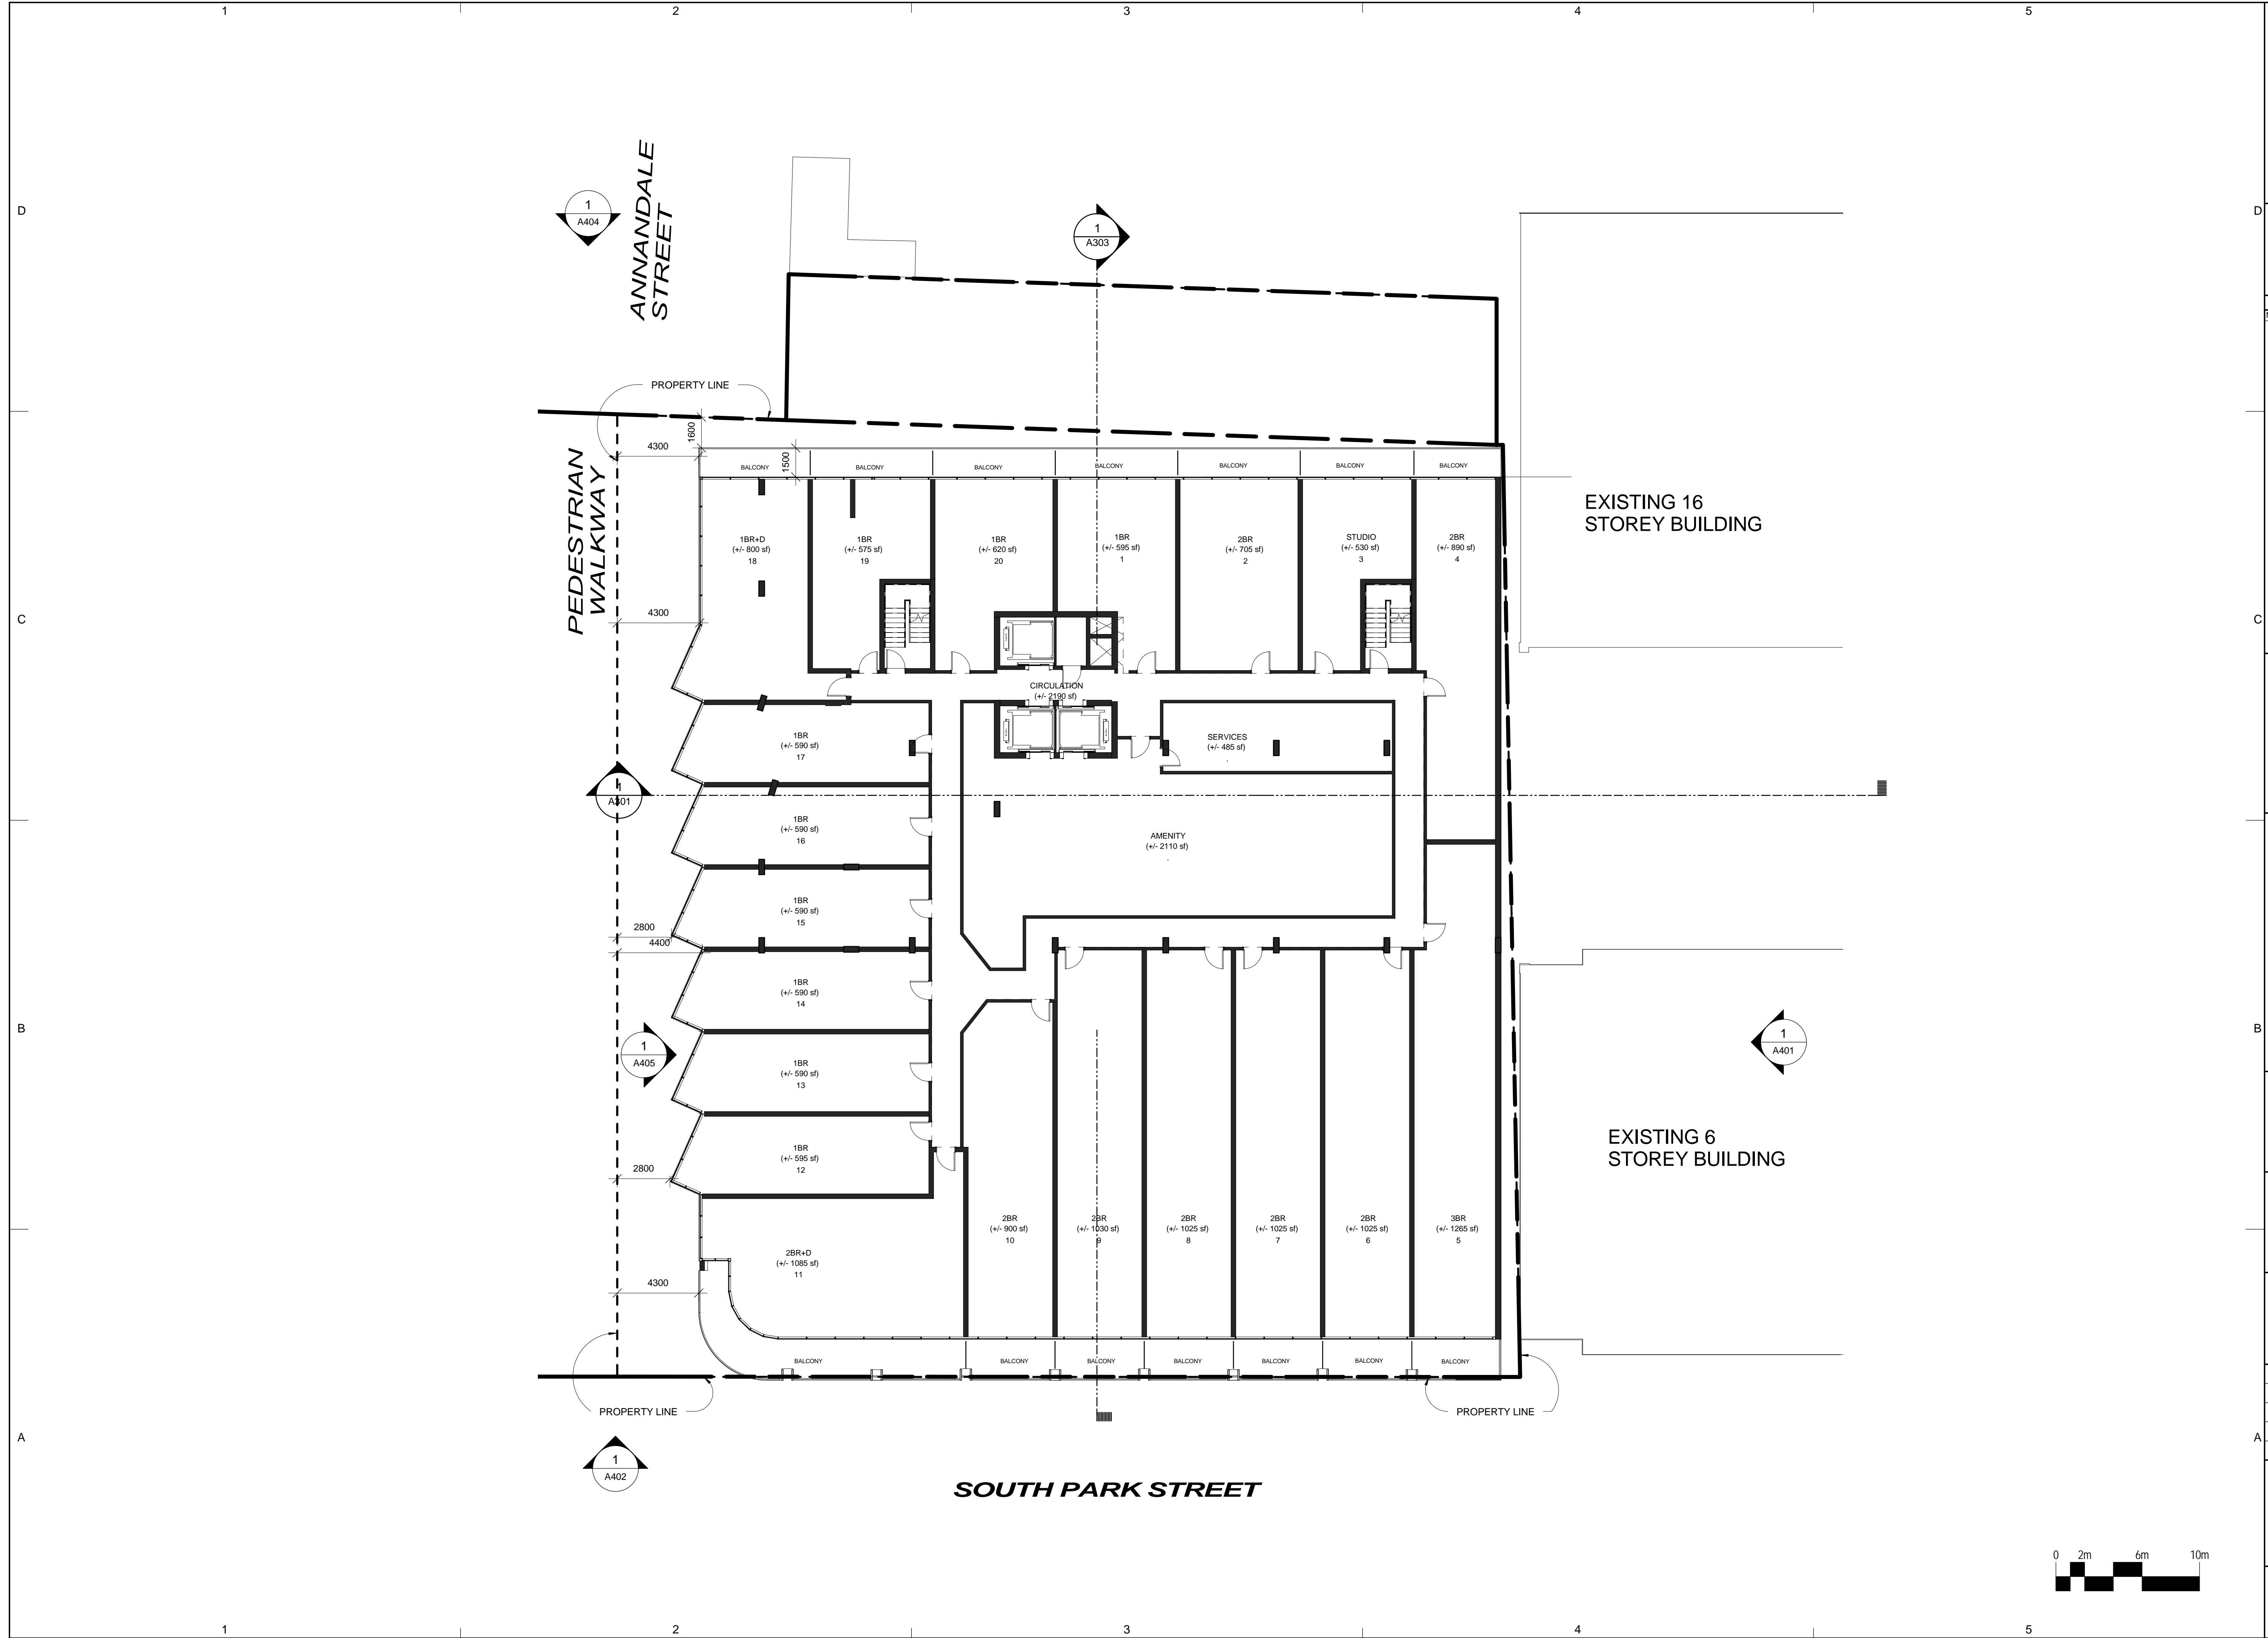 1 2 3 4 5
D D
ANNANDALE
STREET
1
A404
1
A303
PROPERTY LINE
1600
4300
1500
PEDESTRIAN
WALKWAY
BALCONY BALCONY BALCONY BALCONY BALCONY BALCONY BALCONY
EXISTING 16
STOREY BUILDING
1BR+D
(+/- 800 sf)
18
1BR
(+/- 575 sf)
19
1BR
(+/- 620 sf)
20
1BR
(+/- 595 sf)
1
2BR
(+/- 705 sf)
2
STUDIO
(+/- 530 sf)
3
2BR
(+/- 890 sf)
4
4300
C C
CIRCULATION
(+/- 2190 sf)
1BR
(+/- 590 sf)
17
SERVICES
(+/- 485 sf)
.
1
A301
1BR
(+/- 590 sf)
16
AMENITY
(+/- 2110 sf)
.
1BR
(+/- 590 sf)
15
2800
4400
1BR
(+/- 590 sf)
14
B B
1
A405
1
A401
1BR
(+/- 590 sf)
13
EXISTING 6
STOREY BUILDING
1BR
(+/- 595 sf)
12
2800
2BR
(+/- 900 sf)
10
2BR
(+/- 1030 sf)
9
2BR
(+/- 1025 sf)
8
2BR
(+/- 1025 sf)
7
2BR
(+/- 1025 sf)
6
3BR
(+/- 1265 sf)
5
2BR+D
(+/- 1085 sf)
11
4300
BALCONY BALCONY BALCONY BALCONY BALCONY BALCONY BALCONY
PROPERTY LINE
PROPERTY LINE
A A
1
A402
SOUTH PARK STREET
0 2m 6m 10m
1 2 3 4 5